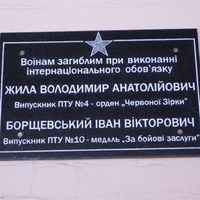 Воїнам загиблим при виконанні
інтернаціонального обов'язку
ЖИЛА ВОЛОДИМИР АНАТОЛІЙОВИЧ
Випускник ПТУ №4 - орден „Червоної Зірки”
БОРЩЕВСЬКИЙ ІВАН ВІКТОРОВИЧ
Випускник ПТУ №10 - медаль „За бойові заслуги”